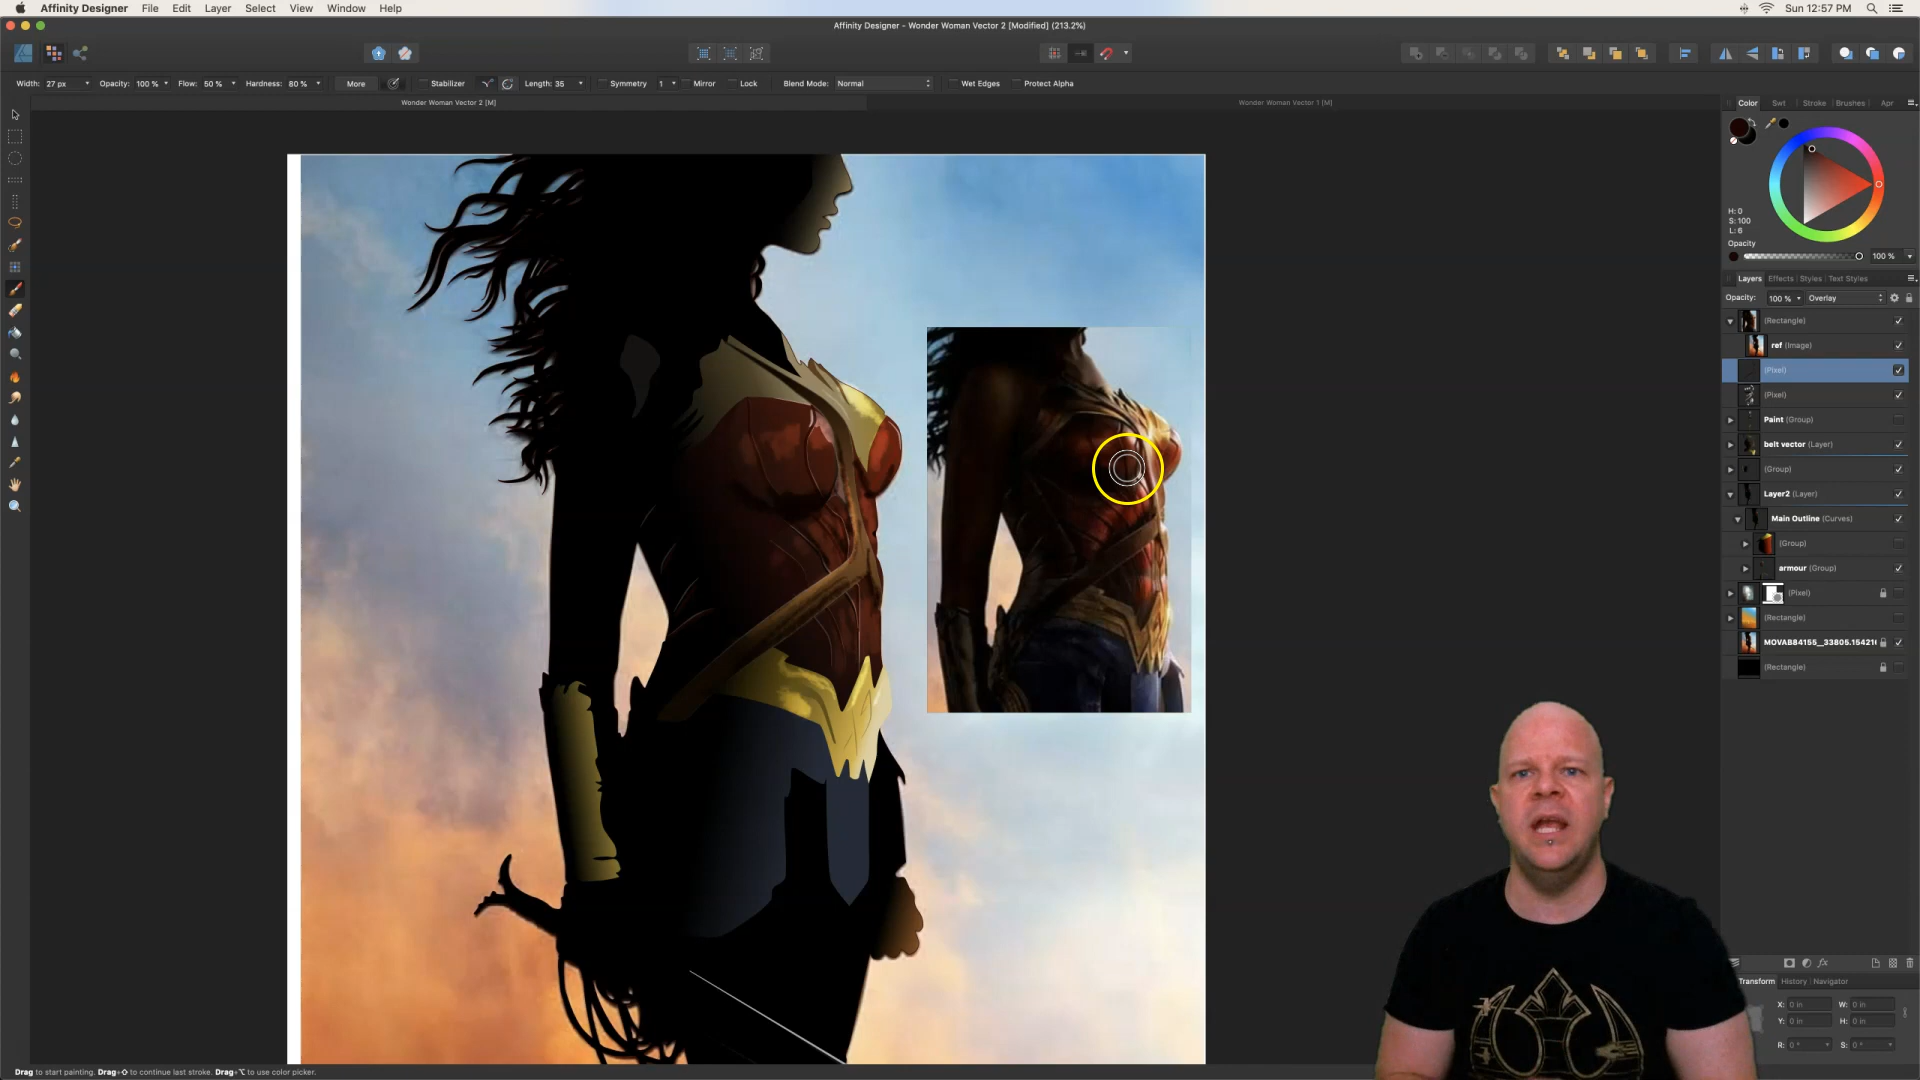 Affinity Designer File Edit Layer Select View Window Help
Sun 12:57 PM
Affinity Designer - Wonder Woman Vector 2 [Modified] (213.2%)
Width: 27 px Opacity: 100 % Flow: 50 % Hardness: 80 % More Stabilizer Length: 35 Symmetry 1 Mirror Lock Blend Mode: Normal Wet Edges Protect Alpha
Wonder Woman Vector 2 [M]
Wonder Woman Vector 1 [M]
Color Swt Stroke Brushes Apr
H: 0
S: 100
L: 6
Opacity
100 %
Layers Effects Styles Text Styles
Opacity: 100 % Overlay
(Rectangle)
ref (Image)
(Pixel)
(Pixel)
Paint (Group)
belt vector (Layer)
(Group)
Layer2 (Layer)
Main Outline (Curves)
(Group)
armour (Group)
(Pixel)
(Rectangle)
MOVAB84155__33805.154216
(Rectangle)
fx
Transform History Navigator
X: 0 in W: 0 in
Y: 0 in H: 0 in
R: 0 ° S: 0 °
Drag to start painting. Drag+⇧ to continue last stroke. Drag+⌥ to use color picker.